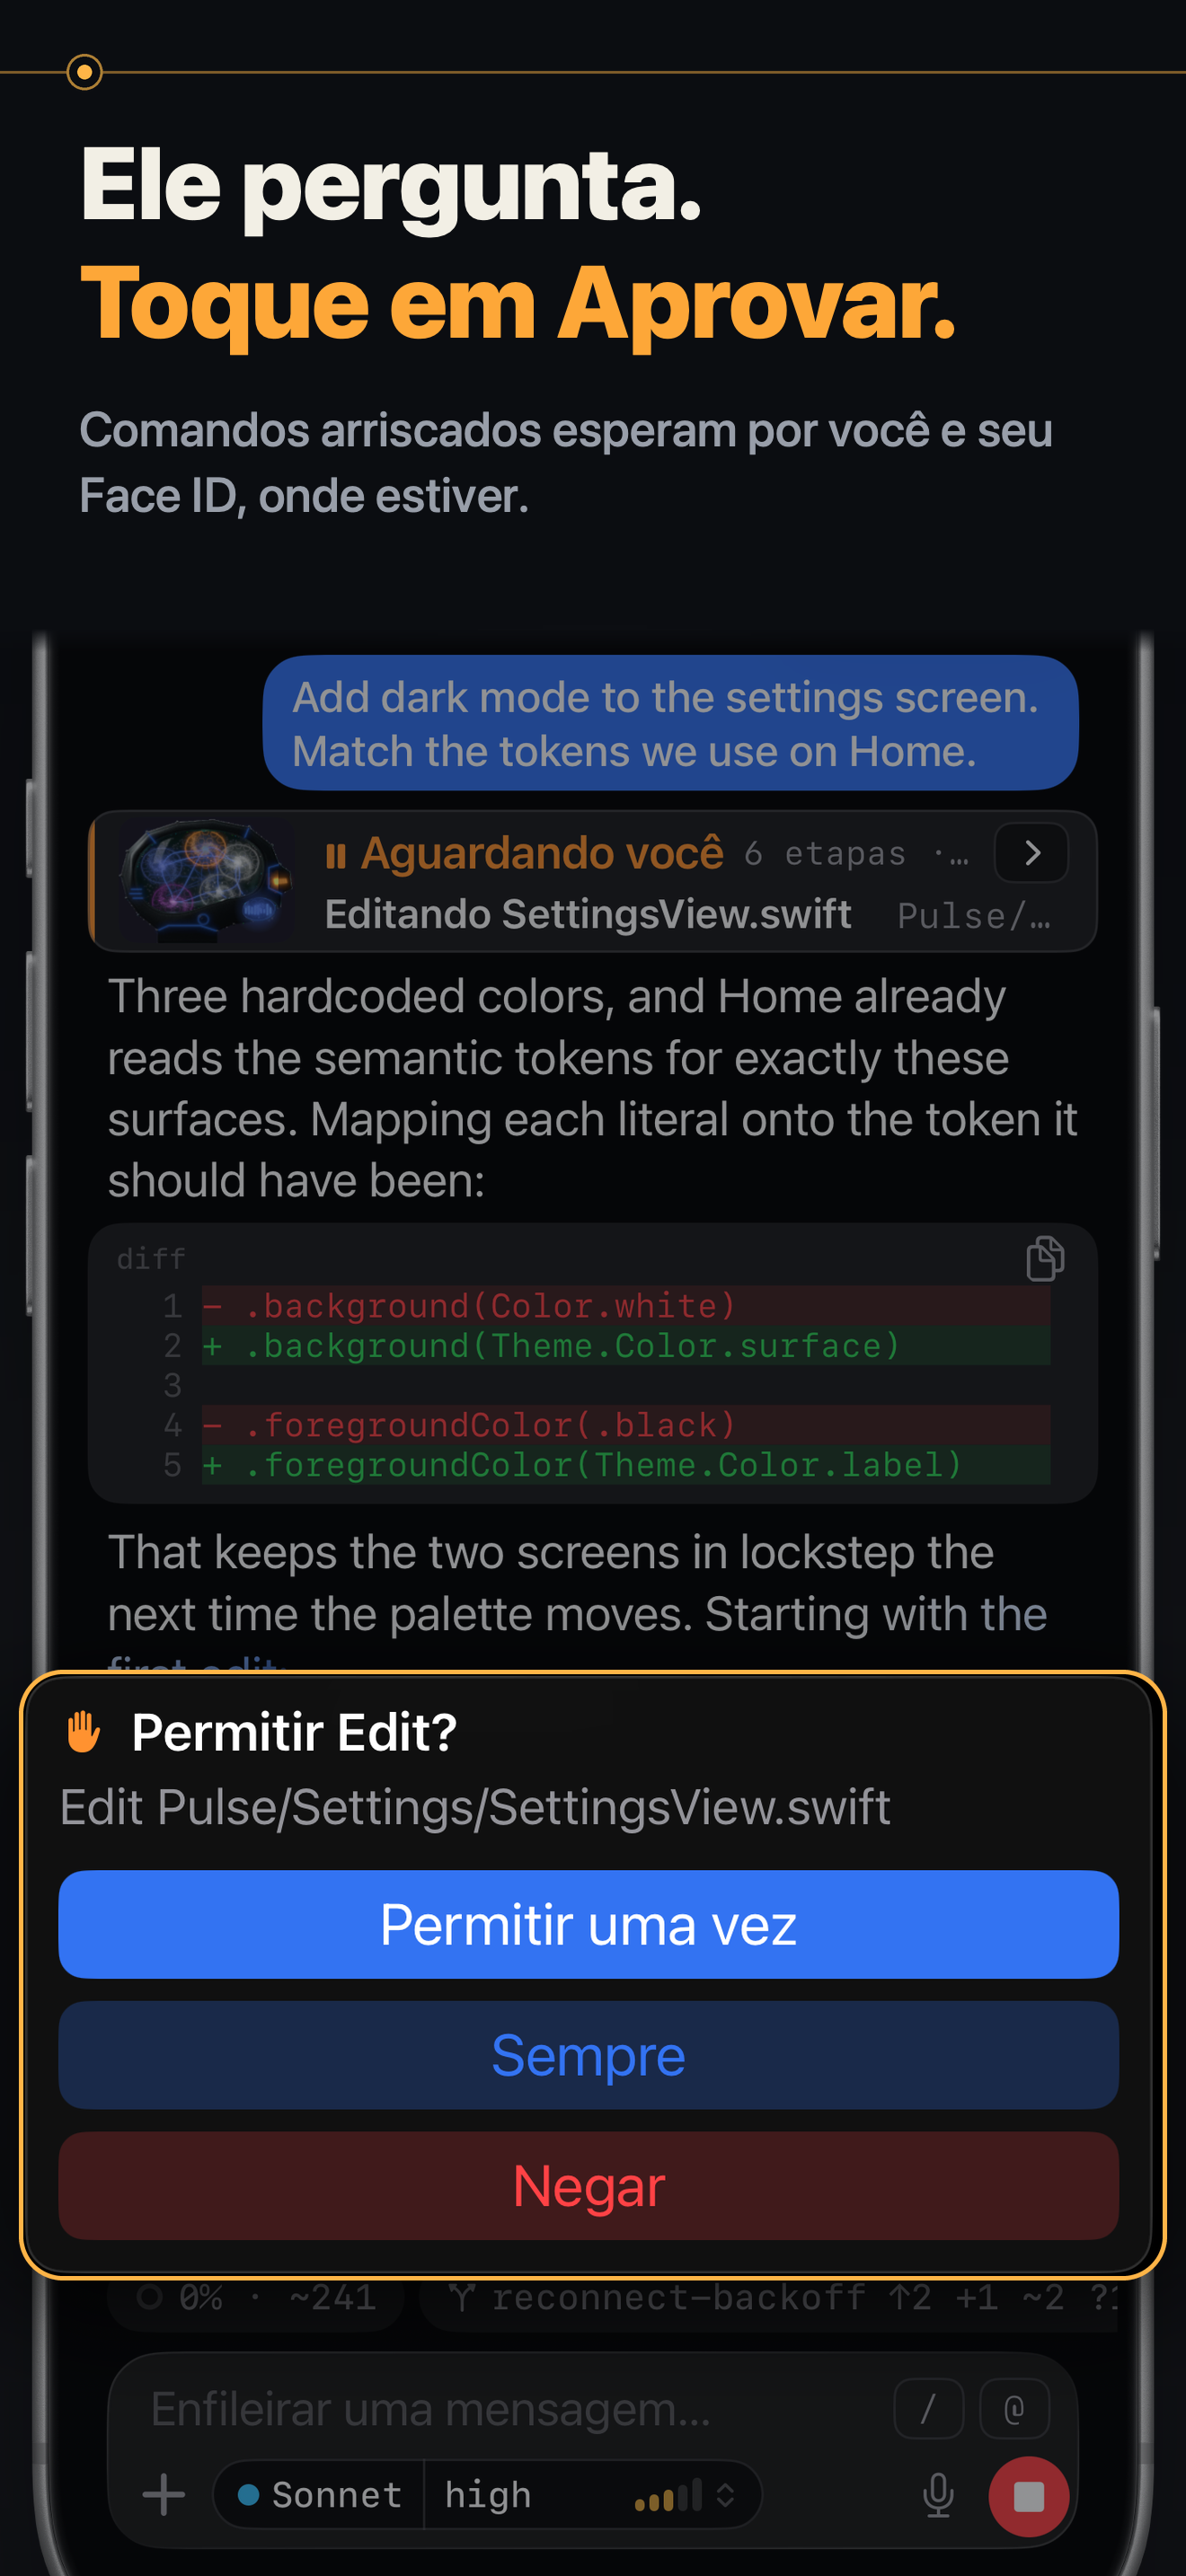 Ele pergunta.
Toque em Aprovar.
Comandos arriscados esperam por você e seu
Face ID, onde estiver.
Add dark mode to the settings screen.
Match the tokens we use on Home.
Aguardando você 6 etapas ·…
Editando SettingsView.swift Pulse/…
Three hardcoded colors, and Home already
reads the semantic tokens for exactly these
surfaces. Mapping each literal onto the token it
should have been:
diff
1 − .background(Color.white)
2 + .background(Theme.Color.surface)
3
4 − .foregroundColor(.black)
5 + .foregroundColor(Theme.Color.label)
That keeps the two screens in lockstep the
next time the palette moves. Starting with the
first edit:
Permitir Edit?
Edit Pulse/Settings/SettingsView.swift
Permitir uma vez
Sempre
Negar
0% · ~241 reconnect-backoff ↑2 +1 ~2 ?1
Enfileirar uma mensagem... / @
Sonnet high